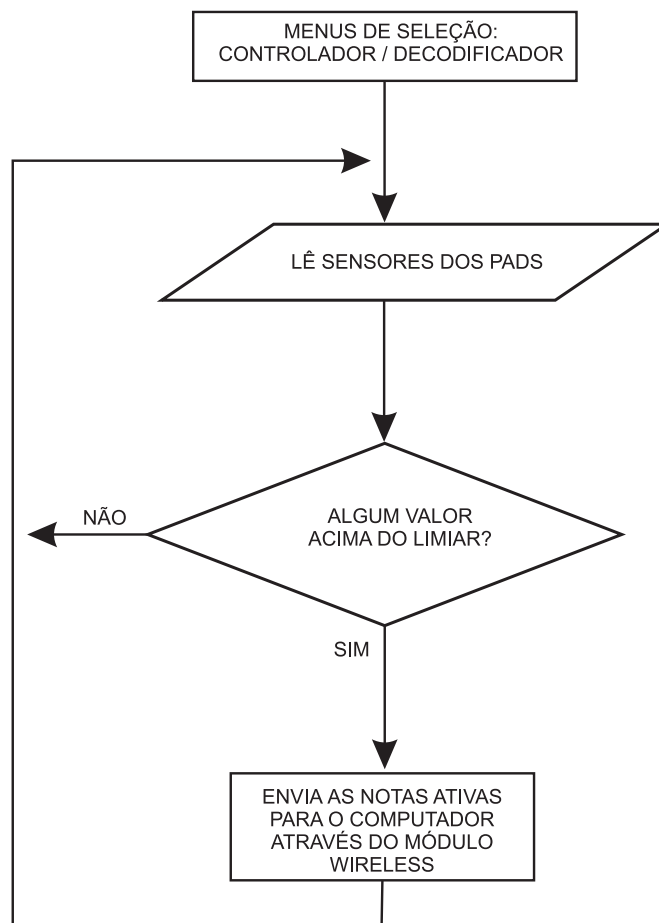 MENUS DE SELEÇÃO:
CONTROLADOR / DECODIFICADOR
LÊ SENSORES DOS PADS
ALGUM VALOR
ACIMA DO LIMIAR?
NÃO
SIM
ENVIA AS NOTAS ATIVAS
PARA O COMPUTADOR
ATRAVÉS DO MÓDULO
WIRELESS